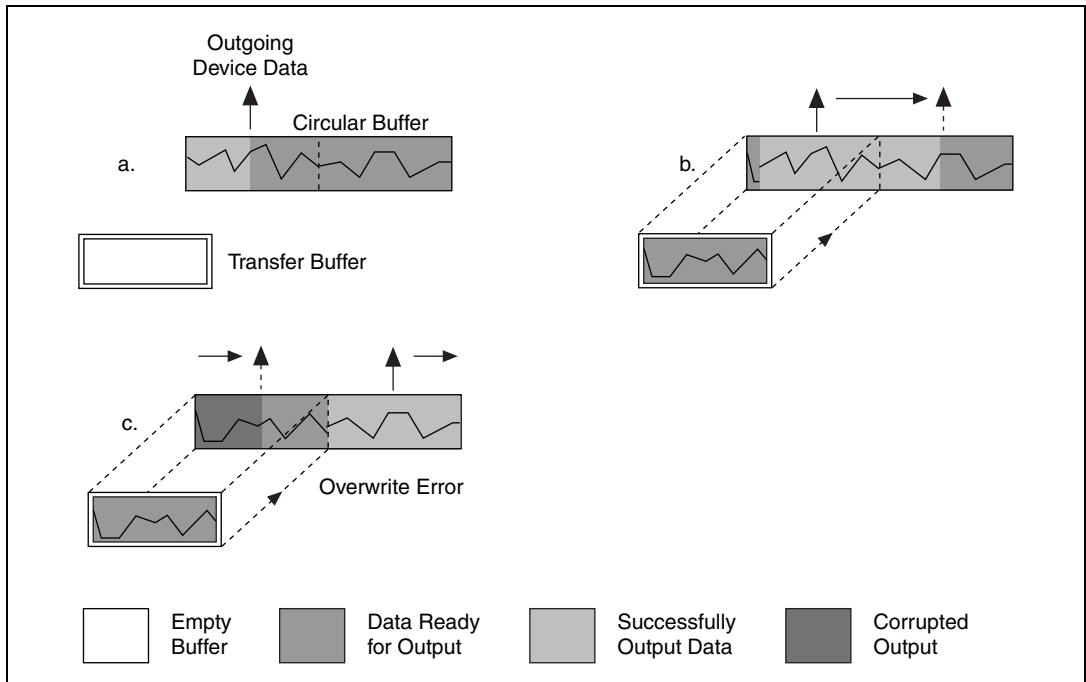 Outgoing
Device Data
Circular Buffer
a.
Transfer Buffer
b.
c.
Overwrite Error
Empty
Buffer
Data Ready
for Output
Successfully
Output Data
Corrupted
Output